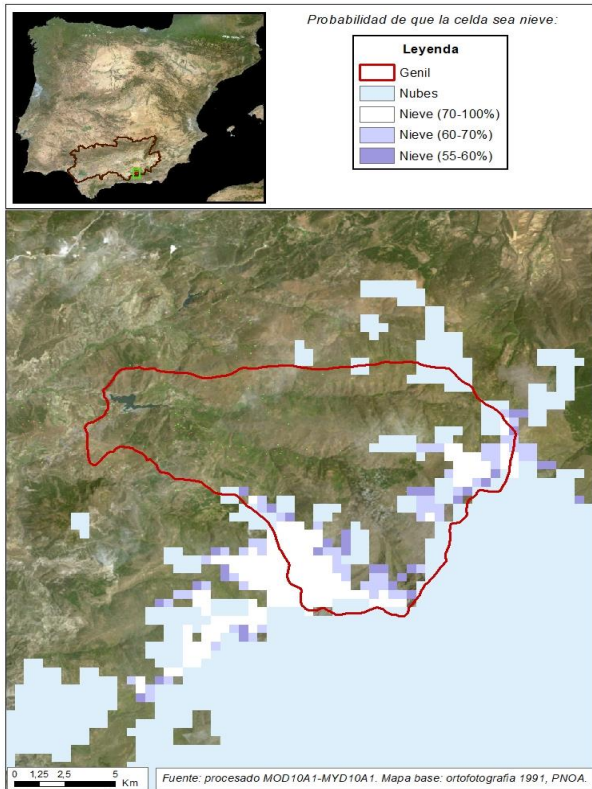 Probabilidad de que la celda sea nieve:
Leyenda
Genil
Nubes
Nieve (70-100%)
Nieve (60-70%)
Nieve (55-60%)
0 1,25 2,5 5
Km
Fuente: procesado MOD10A1-MYD10A1. Mapa base: ortofotografia 1991, PNOA.